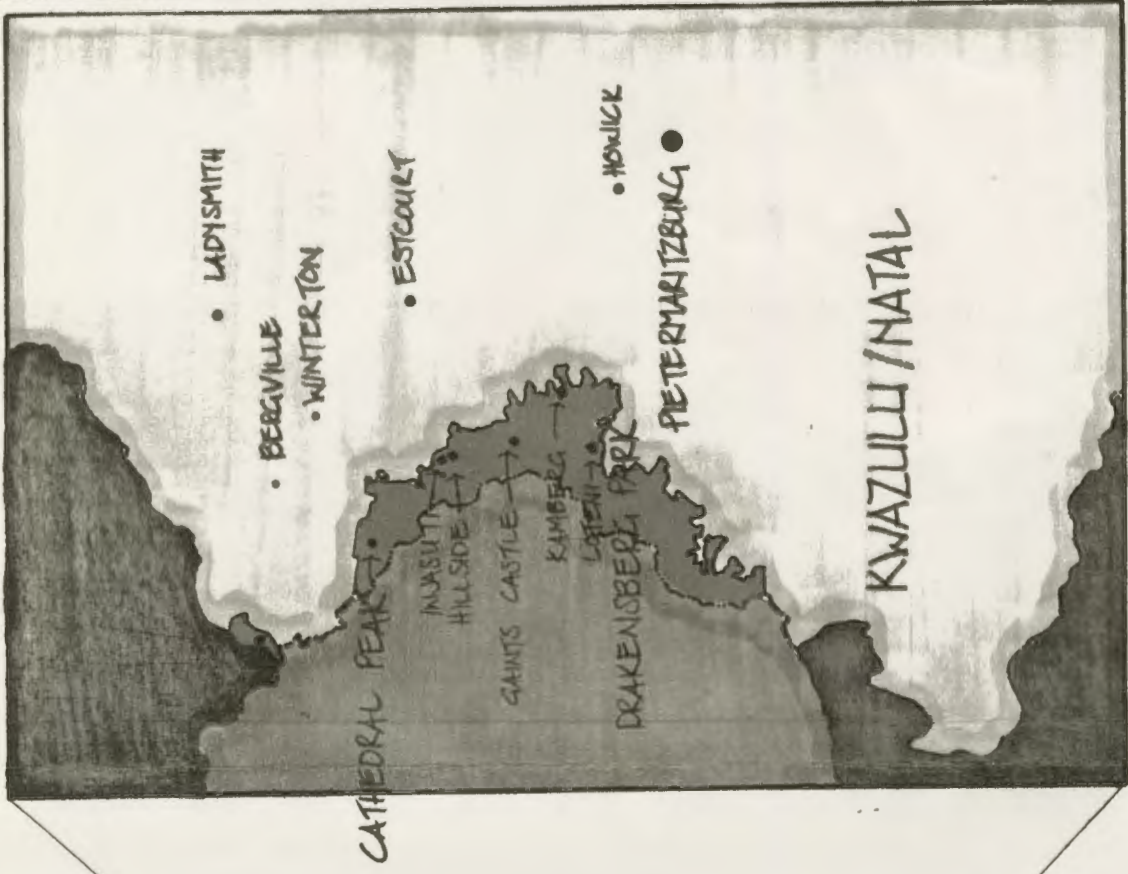 LADYSMITH
BERGVILLE
WINTERTON
ESTCOURT
HOWICK
PIETERMARITZBURG
CATHEDRAL PEAK
INJASUTI
HILLSIDE
GAINTS CASTLE
KAMBERG
LOTENI
DRAKENSBERG PARK
KWAZULU/NATAL